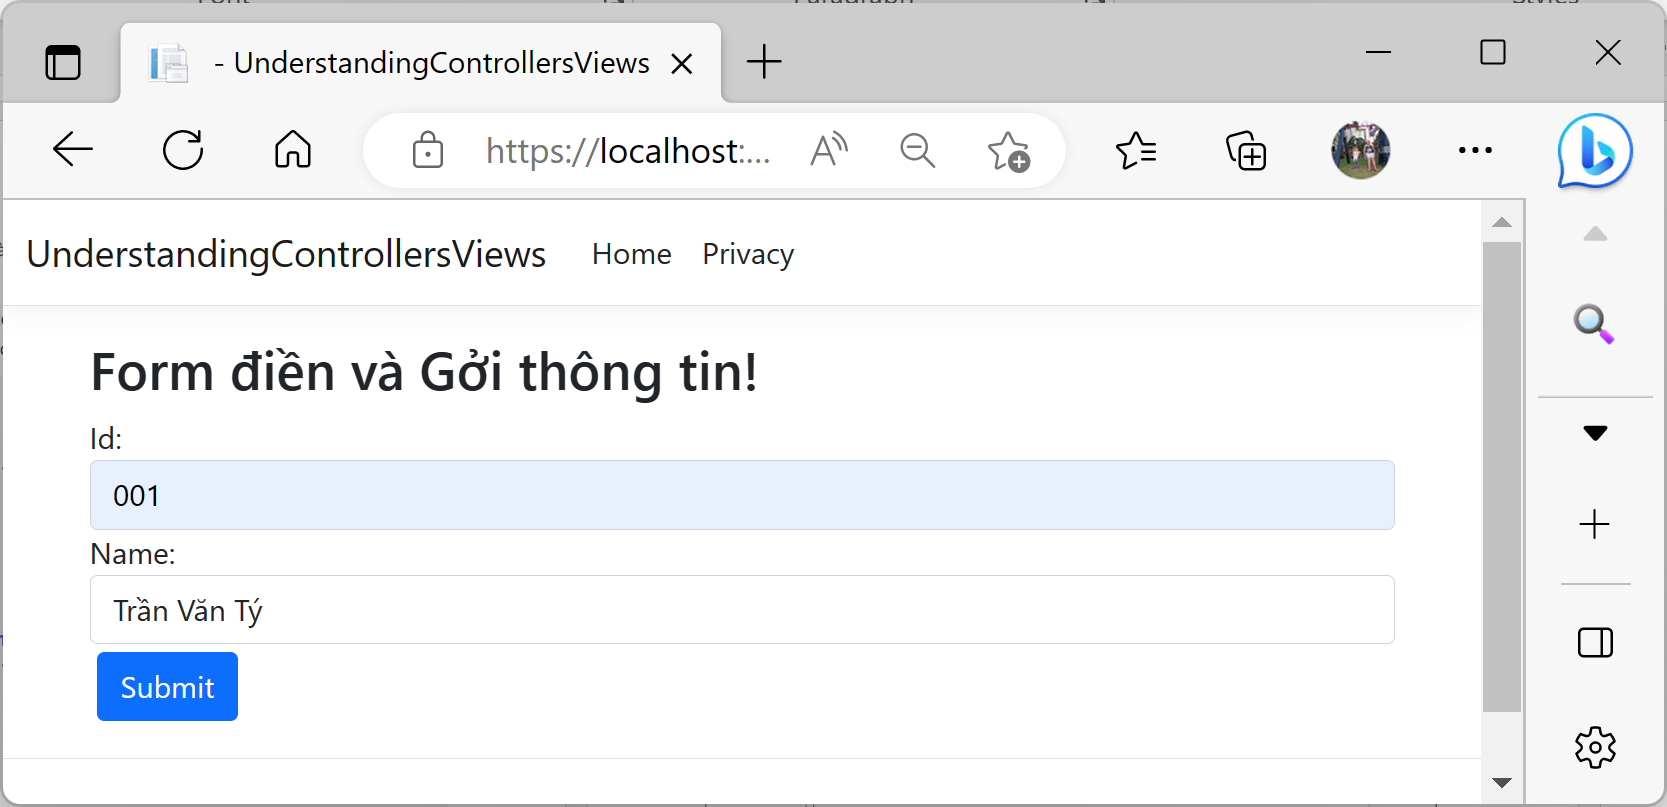 - UnderstandingControllersViews
https://localhost:...
UnderstandingControllersViews Home Privacy
Form điền và Gởi thông tin!
Id:
001
Name:
Trần Văn Tý
Submit